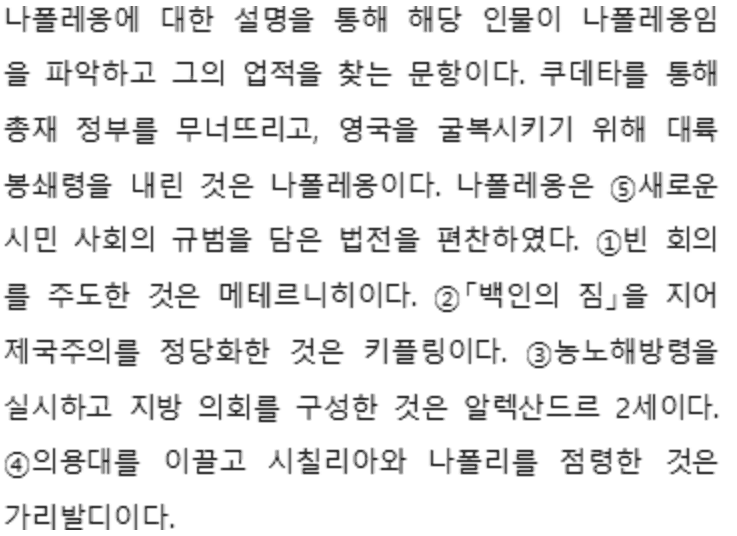 나폴레옹에 대한 설명을 통해 해당 인물이 나폴레옹임
을 파악하고 그의 업적을 찾는 문항이다. 쿠데타를 통해
총재 정부를 무너뜨리고, 영국을 굴복시키기 위해 대륙
봉쇄령을 내린 것은 나폴레옹이다. 나폴레옹은 ⑤새로운
시민 사회의 규범을 담은 법전을 편찬하였다. ①빈 회의
를 주도한 것은 메테르니히이다. ②「백인의 짐」을 지어
제국주의를 정당화한 것은 키플링이다. ③농노해방령을
실시하고 지방 의회를 구성한 것은 알렉산드르 2세이다.
④의용대를 이끌고 시칠리아와 나폴리를 점령한 것은
가리발디이다.